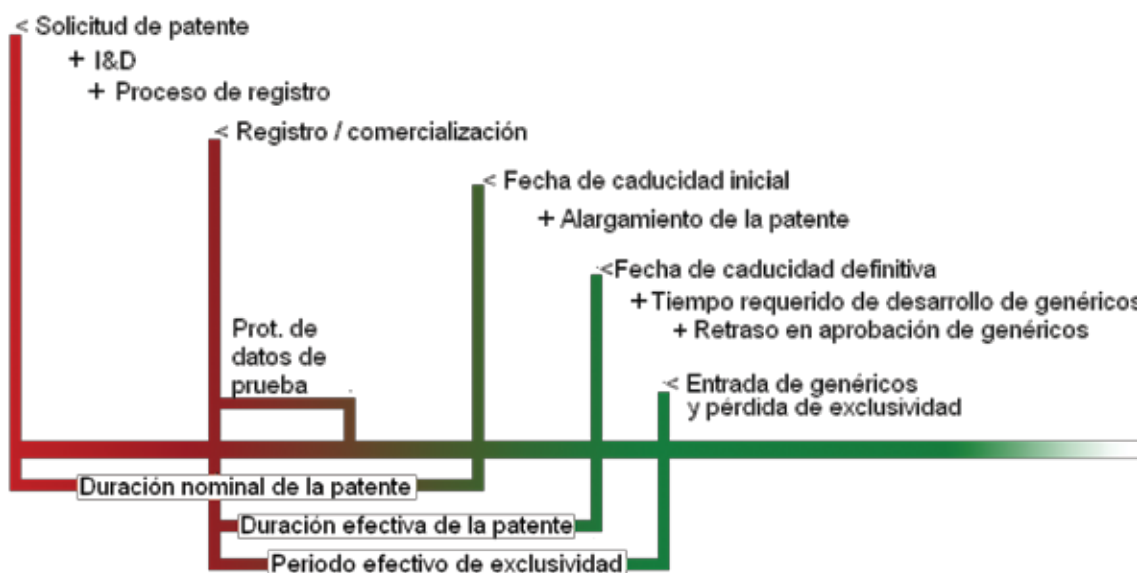 < Solicitud de patente
+ I&D
+ Proceso de registro
< Registro / comercialización
< Fecha de caducidad inicial
+ Alargamiento de la patente
<Fecha de caducidad definitiva
+ Tiempo requerido de desarrollo de genéricos
+ Retraso en aprobación de genéricos
Prot. de
datos de
prueba
< Entrada de genéricos
y pérdida de exclusividad
Duración nominal de la patente
Duración efectiva de la patente
Periodo efectivo de exclusividad